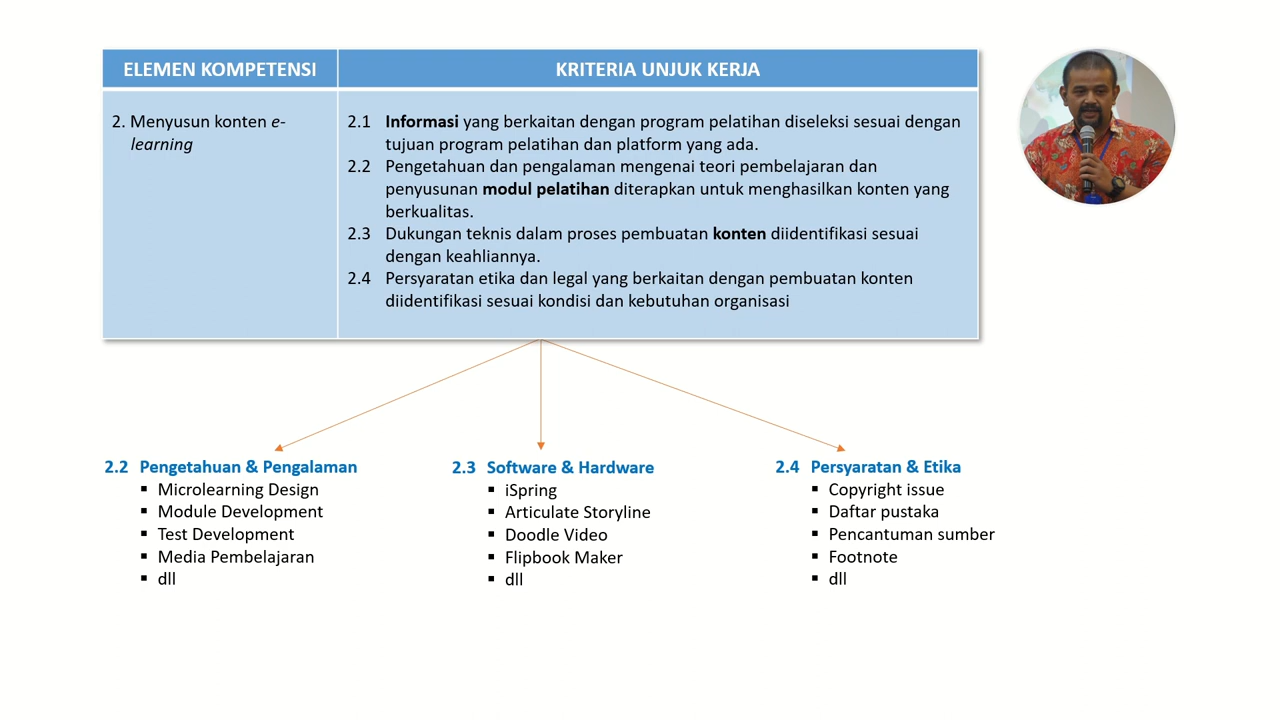 ELEMEN KOMPETENSI
KRITERIA UNJUK KERJA
2. Menyusun konten e-
learning
2.1 Informasi yang berkaitan dengan program pelatihan diseleksi sesuai dengan
tujuan program pelatihan dan platform yang ada.
2.2 Pengetahuan dan pengalaman mengenai teori pembelajaran dan
penyusunan modul pelatihan diterapkan untuk menghasilkan konten yang
berkualitas.
2.3 Dukungan teknis dalam proses pembuatan konten diidentifikasi sesuai
dengan keahliannya.
2.4 Persyaratan etika dan legal yang berkaitan dengan pembuatan konten
diidentifikasi sesuai kondisi dan kebutuhan organisasi
2.2 Pengetahuan & Pengalaman
▪ Microlearning Design
▪ Module Development
▪ Test Development
▪ Media Pembelajaran
▪ dll
2.3 Software & Hardware
▪ iSpring
▪ Articulate Storyline
▪ Doodle Video
▪ Flipbook Maker
▪ dll
2.4 Persyaratan & Etika
▪ Copyright issue
▪ Daftar pustaka
▪ Pencantuman sumber
▪ Footnote
▪ dll